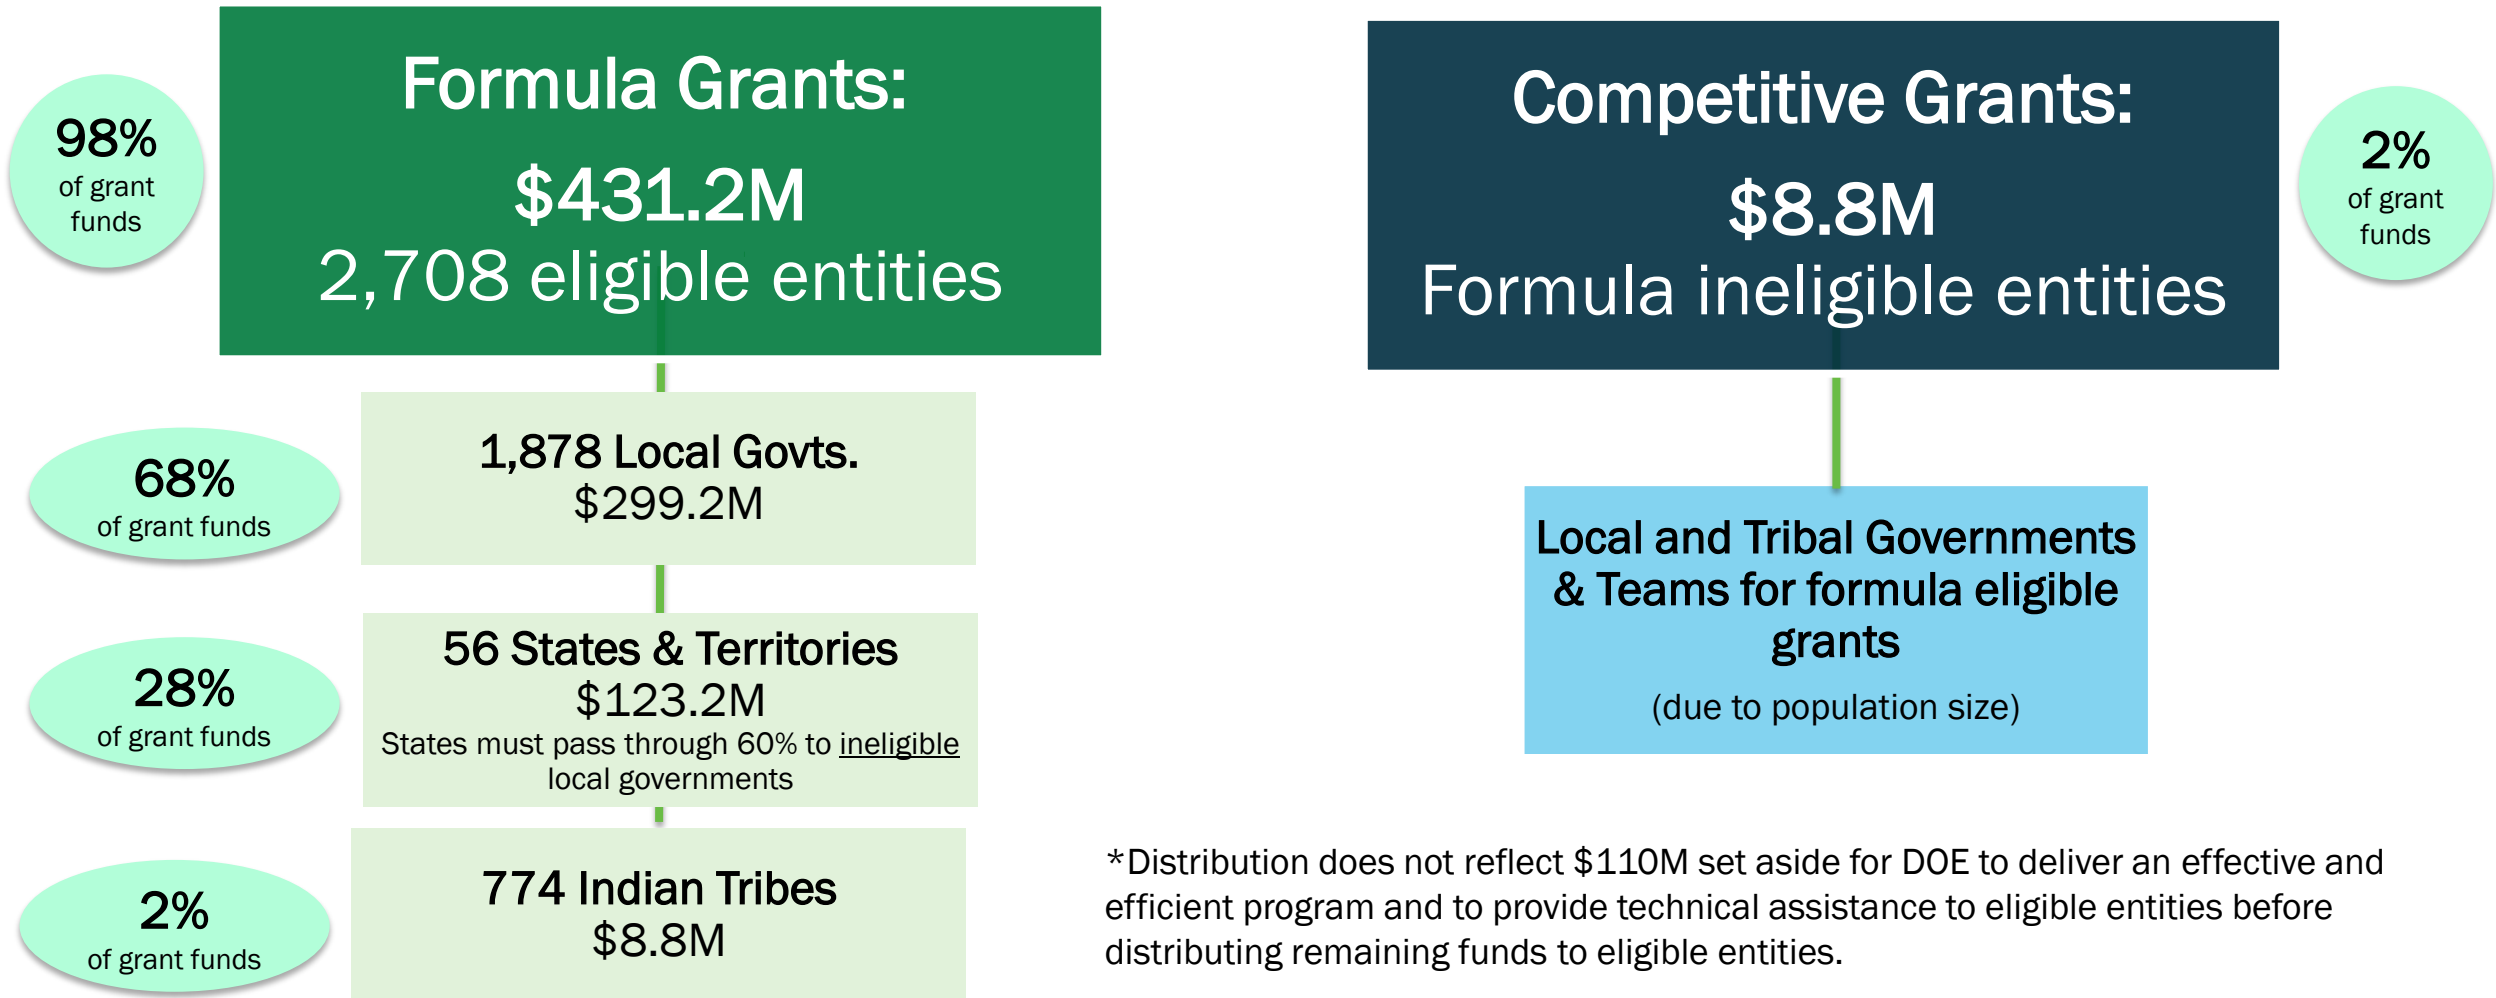 98%
of grant
funds
Formula Grants:
$431.2M
2,708 eligible entities
68%
of grant funds
1,878 Local Govts.
$299.2M
28%
of grant funds
56 States & Territories
$123.2M
States must pass through 60% to ineligible
local governments
2%
of grant funds
774 Indian Tribes
$8.8M
Competitive Grants:
$8.8M
Formula ineligible entities
2%
of grant
funds
Local and Tribal Governments
& Teams for formula eligible
grants
(due to population size)
*Distribution does not reflect $110M set aside for DOE to deliver an effective and
efficient program and to provide technical assistance to eligible entities before
distributing remaining funds to eligible entities.